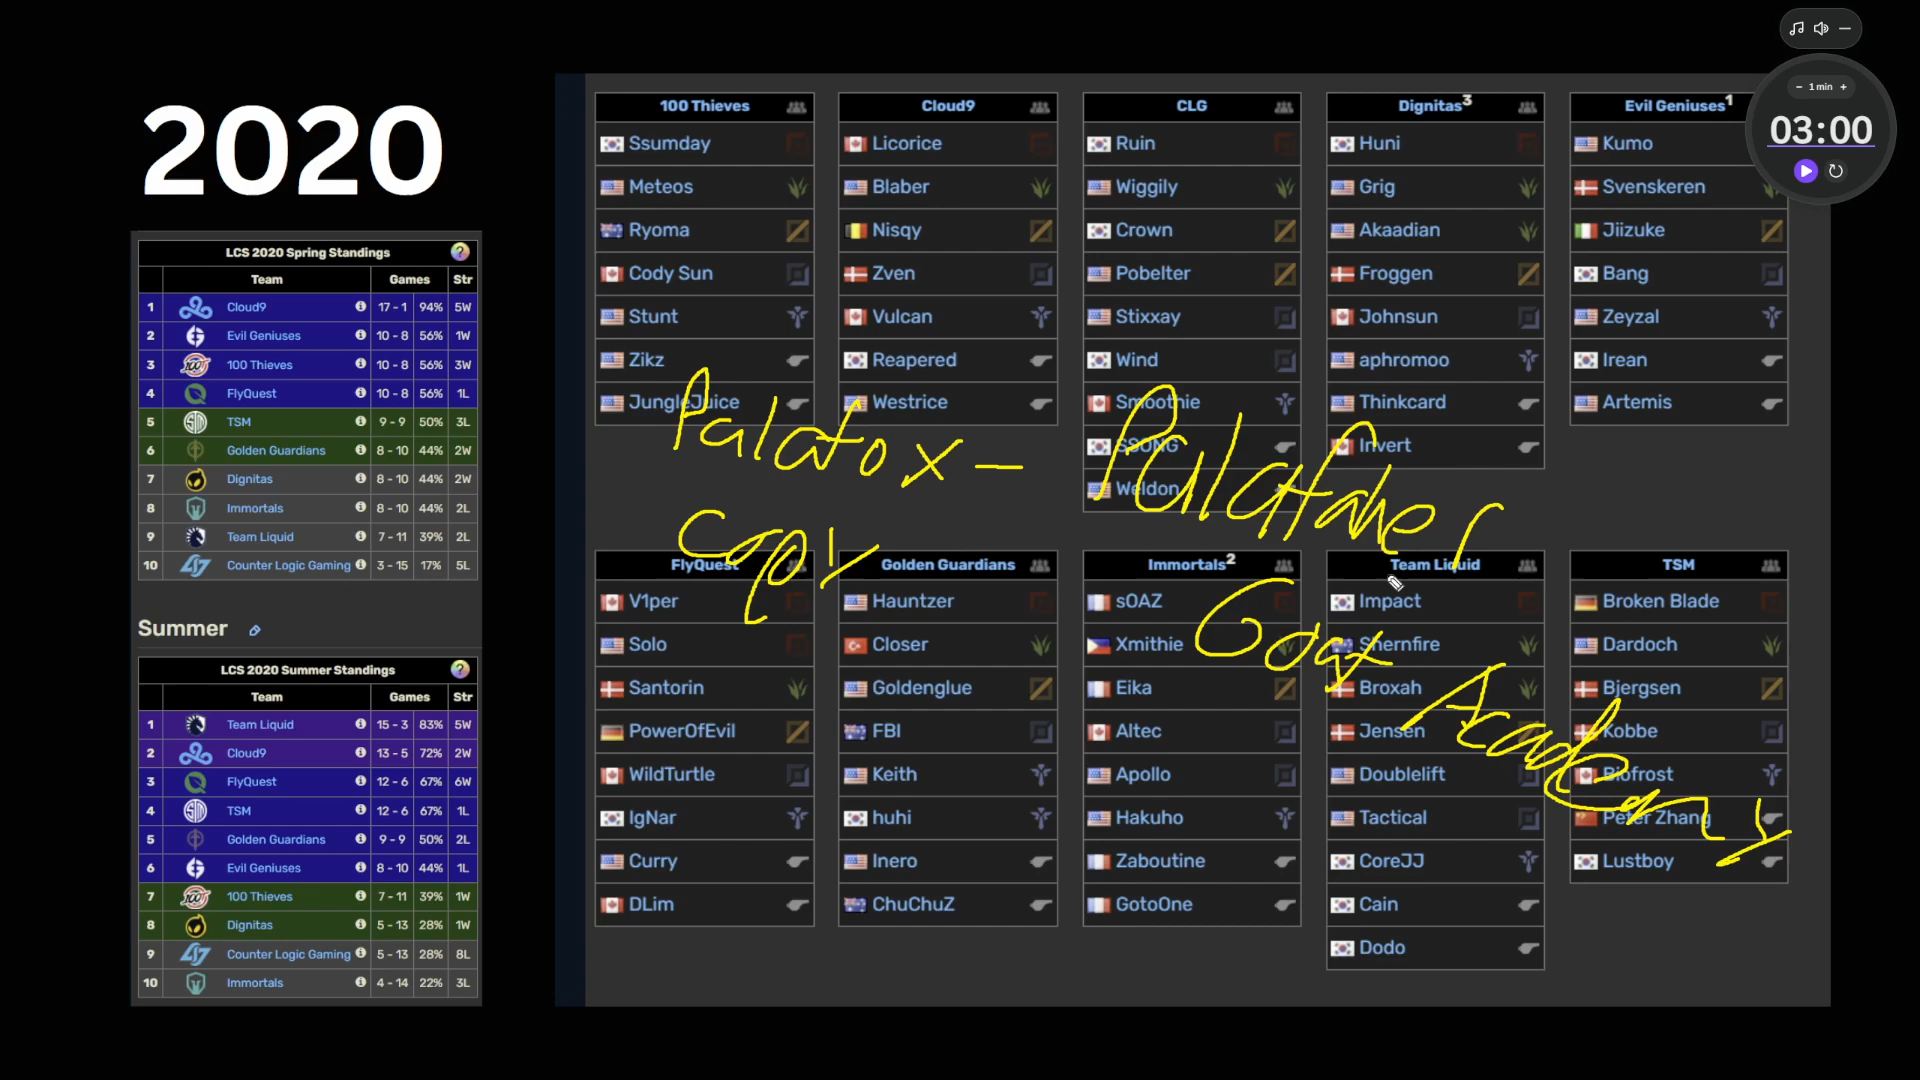 1 min
03:00
2020
LCS 2020 Spring Standings
Team Games Str
1 Cloud9 17 - 1 94% 5W
2 Evil Geniuses 10 - 8 56% 1W
3 100 Thieves 10 - 8 56% 3W
4 FlyQuest 10 - 8 56% 1L
5 TSM 9 - 9 50% 3L
6 Golden Guardians 8 - 10 44% 2W
7 Dignitas 8 - 10 44% 2W
8 Immortals 8 - 10 44% 2L
9 Team Liquid 7 - 11 39% 2L
10 Counter Logic Gaming 3 - 15 17% 5L
Summer
LCS 2020 Summer Standings
Team Games Str
1 Team Liquid 15 - 3 83% 5W
2 Cloud9 13 - 5 72% 2W
3 FlyQuest 12 - 6 67% 6W
4 TSM 12 - 6 67% 1L
5 Golden Guardians 9 - 9 50% 2L
6 Evil Geniuses 8 - 10 44% 1L
7 100 Thieves 7 - 11 39% 1W
8 Dignitas 5 - 13 28% 1W
9 Counter Logic Gaming 5 - 13 28% 8L
10 Immortals 4 - 14 22% 3L
100 Thieves
Ssumday
Meteos
Ryoma
Cody Sun
Stunt
Zikz
JungleJuice
Cloud9
Licorice
Blaber
Nisqy
Zven
Vulcan
Reapered
Westrice
CLG
Ruin
Wiggily
Crown
Pobelter
Stixxay
Wind
Smoothie
SSONG
Weldon
Dignitas3
Huni
Grig
Akaadian
Froggen
Johnsun
aphromoo
Thinkcard
Invert
Evil Geniuses1
Kumo
Svenskeren
Jiizuke
Bang
Zeyzal
Irean
Artemis
FlyQuest
V1per
Solo
Santorin
PowerOfEvil
WildTurtle
IgNar
Curry
DLim
Golden Guardians
Hauntzer
Closer
Goldenglue
FBI
Keith
huhi
Inero
ChuChuZ
Immortals2
sOAZ
Xmithie
Eika
Altec
Apollo
Hakuho
Zaboutine
GotoOne
Team Liquid
Impact
Shernfire
Broxah
Jensen
Doublelift
Tactical
CoreJJ
Cain
Dodo
TSM
Broken Blade
Dardoch
Bjergsen
Kobbe
Biofrost
Peter Zhang
Lustboy
Palatox -
copy
Goat
Academy